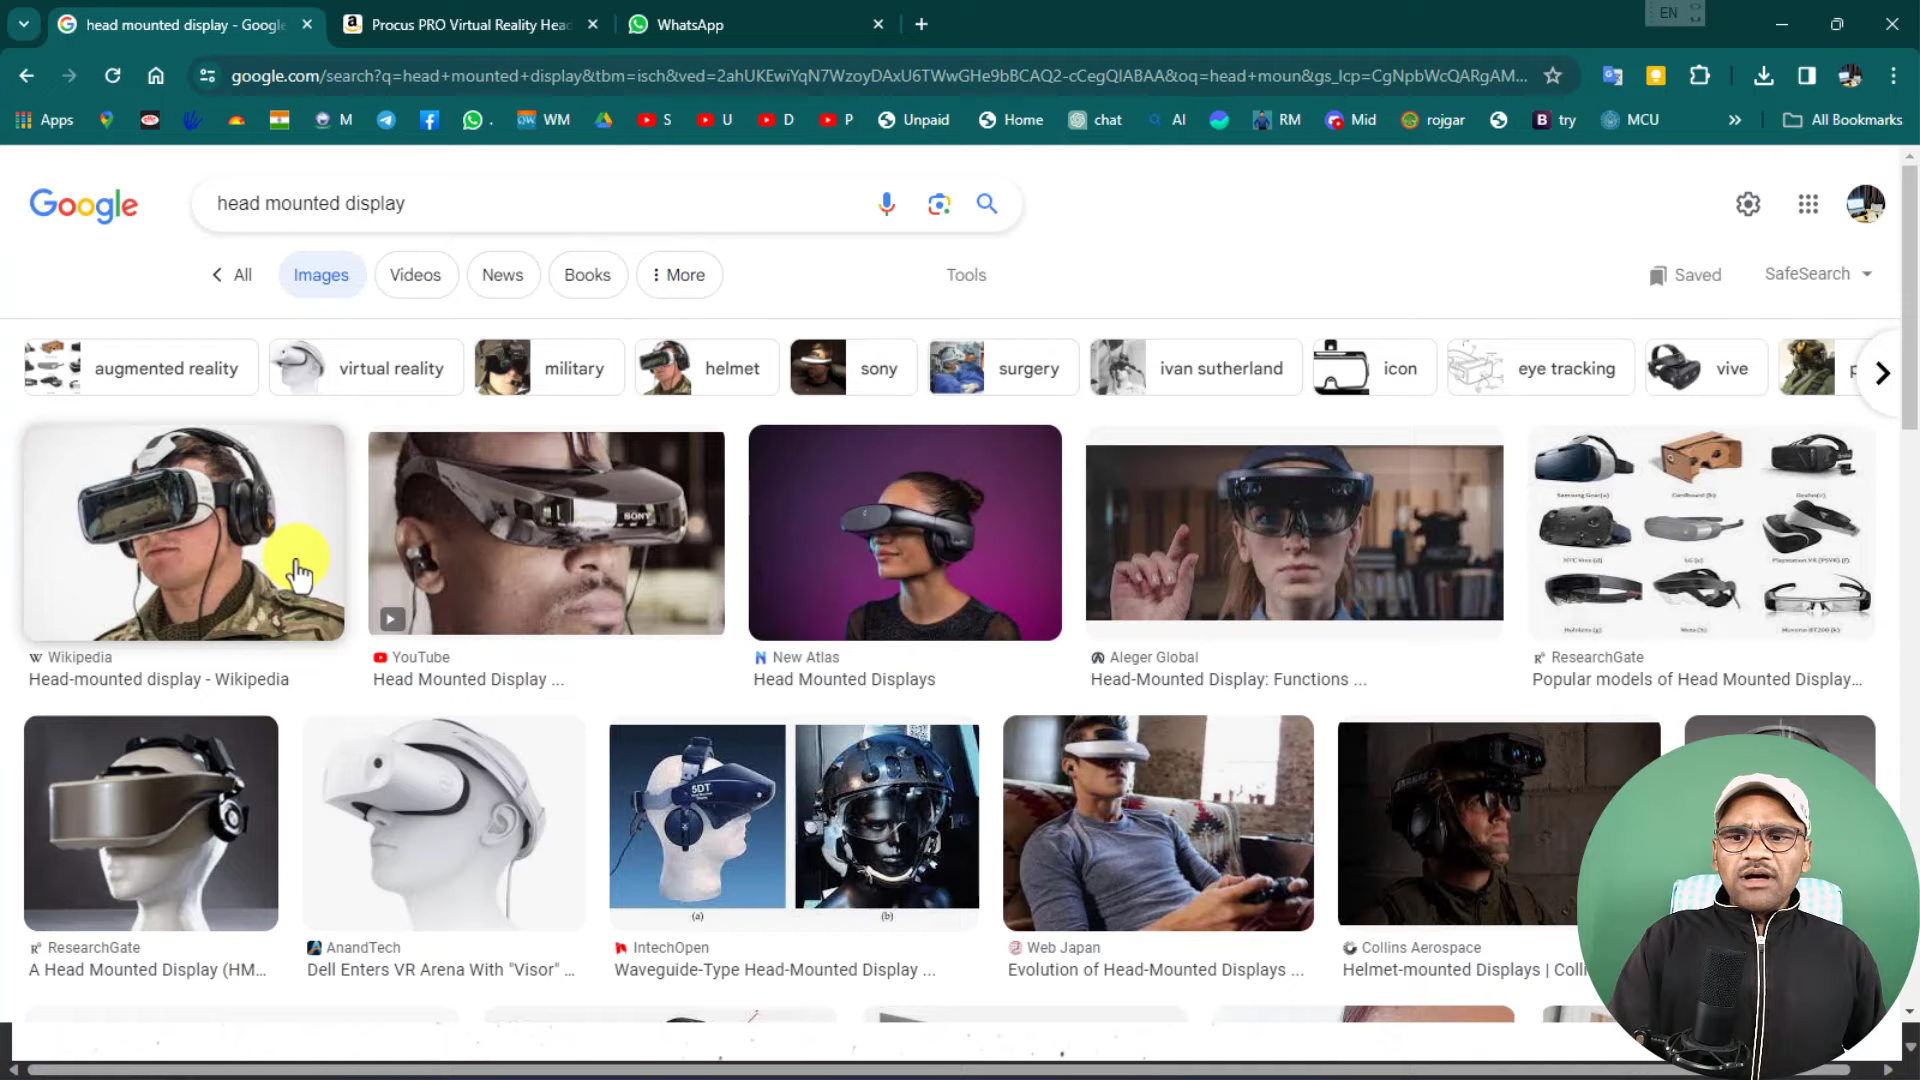 head mounted display - Google
Procus PRO Virtual Reality Head
WhatsApp
EN
google.com/search?q=head+mounted+display&tbm=isch&ved=2ahUKEwiYqN7WzoyDAxU6TWwGHe9bBCAQ2-cCegQIABAA&oq=head+moun&gs_lcp=CgNpbWcQARgAM...
Apps M . WM S U D P Unpaid Home chat AI RM Mid rojgar try MCU » All Bookmarks
Google
head mounted display
All Images Videos News Books More Tools Saved SafeSearch
augmented reality virtual reality military helmet sony surgery ivan sutherland icon eye tracking vive
SONY
Wikipedia
Head-mounted display - Wikipedia
YouTube
Head Mounted Display ...
New Atlas
Head Mounted Displays
Aleger Global
Head-Mounted Display: Functions ...
ResearchGate
Popular models of Head Mounted Display...
5DT
(a) (b)
ResearchGate
A Head Mounted Display (HM...
AnandTech
Dell Enters VR Arena With "Visor" ...
IntechOpen
Waveguide-Type Head-Mounted Display ...
Web Japan
Evolution of Head-Mounted Displays ...
Collins Aerospace
Helmet-mounted Displays | Colli